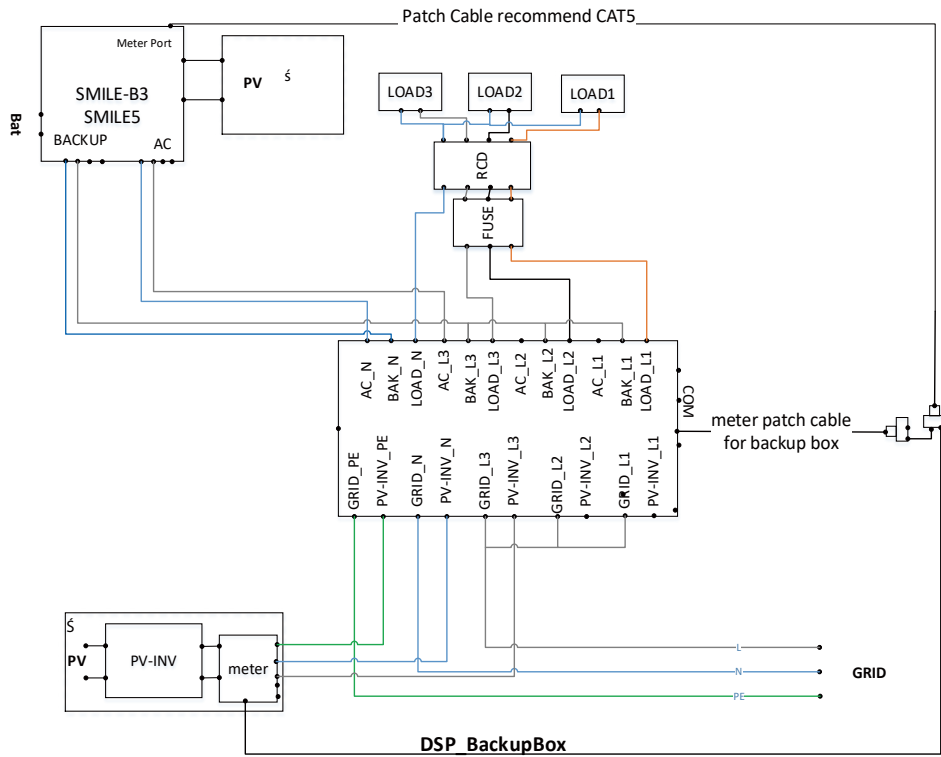 Patch Cable recommend CAT5
Meter Port
SMILE-B3
SMILE5
Bat
BACKUP
AC
PV
Ś
LOAD3
LOAD2
LOAD1
RCD
FUSE
AC_N
BAK_N
LOAD_N
AC_L3
BAK_L3
LOAD_L3
AC_L2
BAK_L2
LOAD_L2
AC_L1
BAK_L1
LOAD_L1
COM
meter patch cable
for backup box
GRID_PE
PV-INV_PE
GRID_N
PV-INV_N
GRID_L3
PV-INV_L3
GRID_L2
PV-INV_L2
GRID_L1
PV-INV_L1
Ś
PV
PV-INV
meter
L
N
PE
GRID
DSP_BackupBox